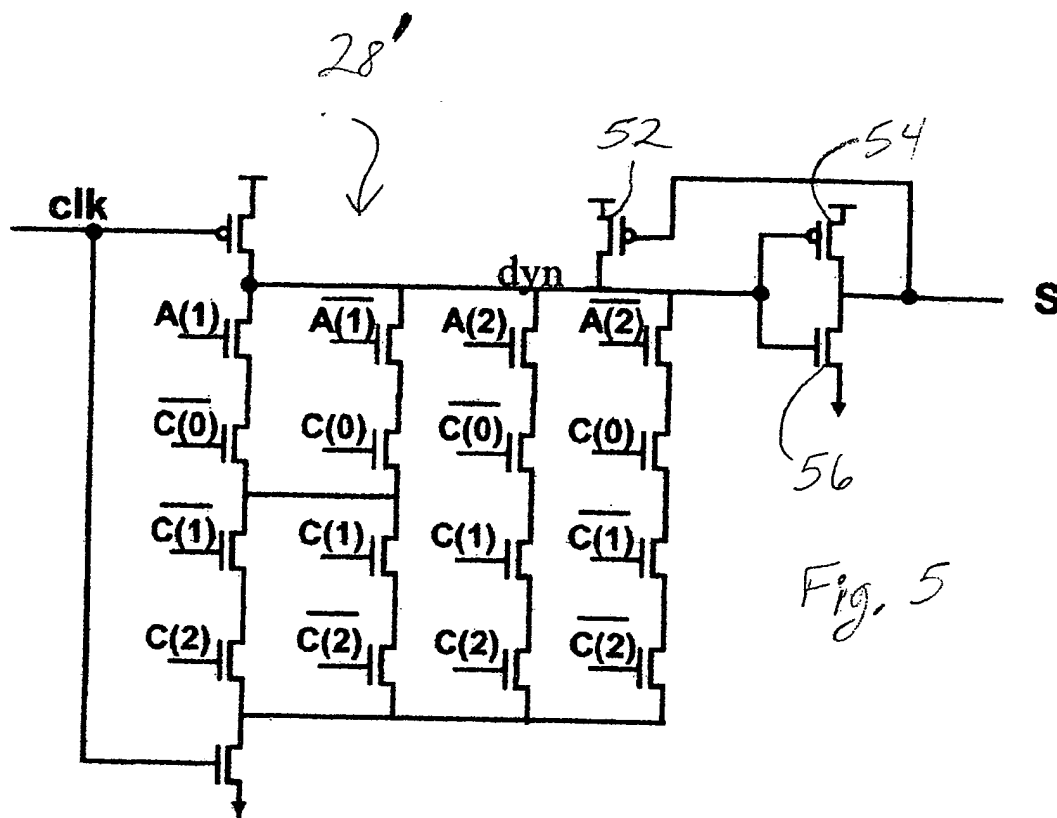 28'
52
54
clk
dyn
S
A(1)
A̅(̅1̅)̅
A(2)
A̅(̅2̅)̅
C̅(̅0̅)̅
C(0)
C̅(̅0̅)̅
C(0)
56
C̅(̅1̅)̅
C(1)
C(1)
C̅(̅1̅)̅
Fig. 5
C(2)
C̅(̅2̅)̅
C(2)
C̅(̅2̅)̅